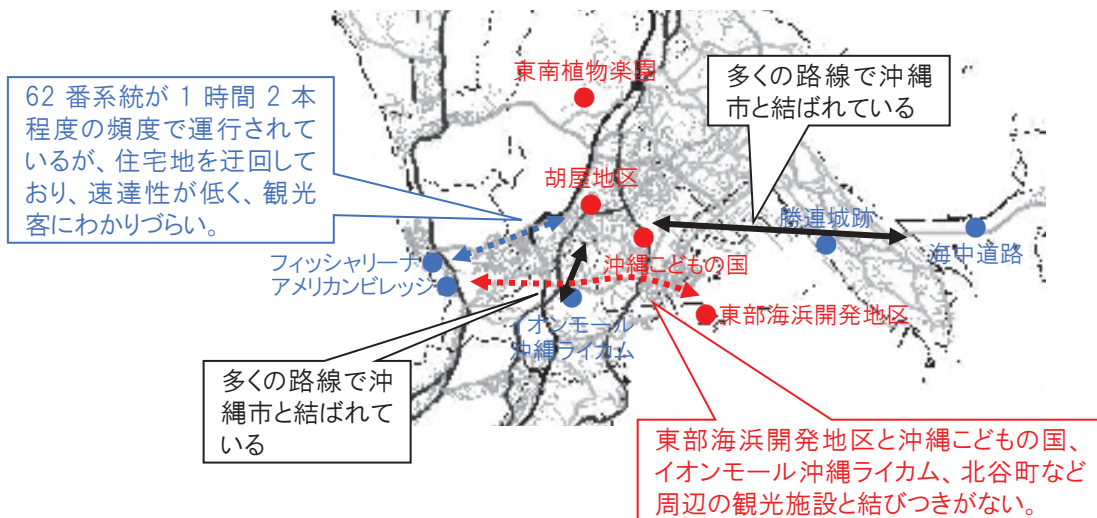 東南植物楽園
多くの路線で沖縄
市と結ばれている
62 番系統が 1 時間 2 本
程度の頻度で運行されて
いるが、住宅地を迂回して
おり、速達性が低く、観光
客にわかりづらい。
胡屋地区
勝連城跡
海中道路
フィッシャリーナ
アメリカンビレッジ
沖縄こどもの国
東部海浜開発地区
イオンモール
沖縄ライカム
多くの路線で沖
縄市と結ばれて
いる
東部海浜開発地区と沖縄こどもの国、
イオンモール沖縄ライカム、北谷町など
周辺の観光施設と結びつきがない。